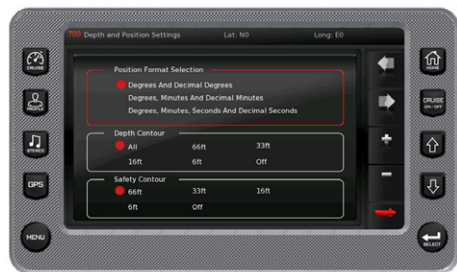 700 Depth and Position Settings Lat: N0 Long: E0
Position Format Selection
Degrees And Decimal Degrees
Degrees, Minutes And Decimal Minutes
Degrees, Minutes, Seconds And Decimal Seconds
Depth Contour
All 66ft 33ft
16ft 6ft Off
Safety Contour
66ft 33ft 16ft
6ft Off
CRUISE
PROFILE
STEREO
GPS
MENU
HOME
CRUISE
ON / OFF
SELECT